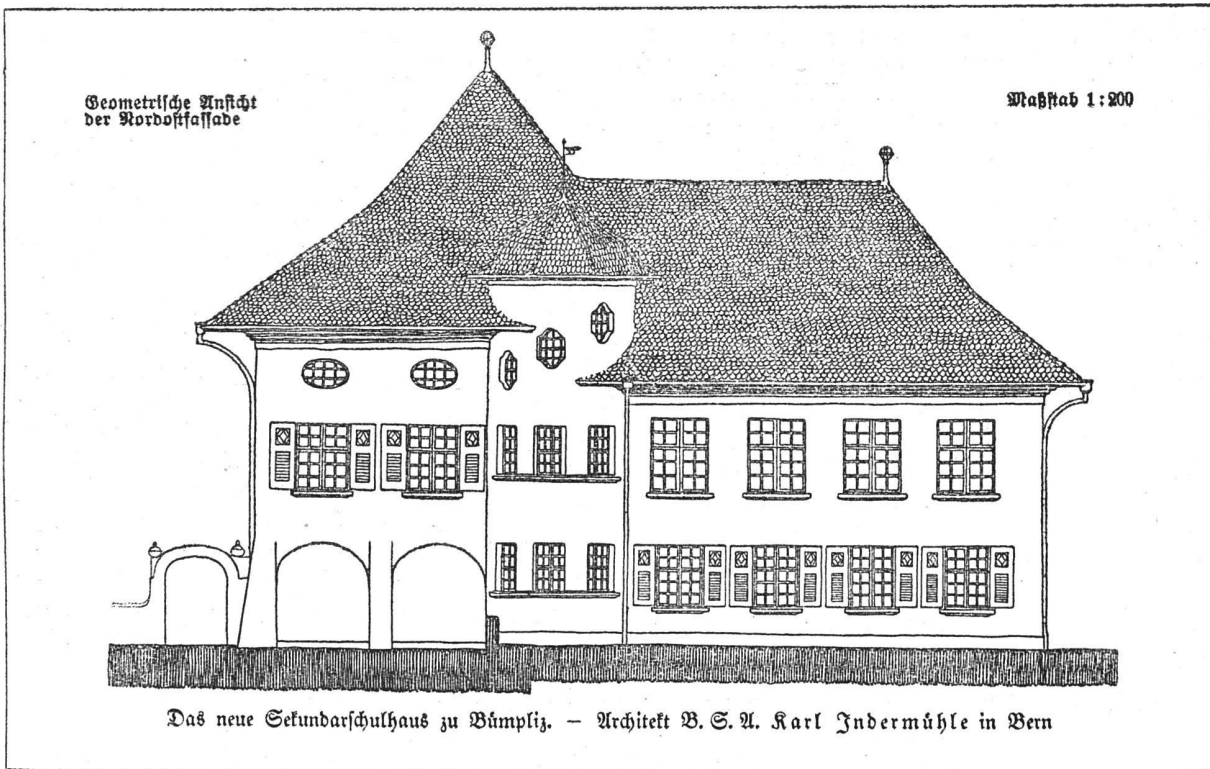 Geometrische Ansicht
der Nordostfassade
Maßstab 1:200
Das neue Sekundarschulhaus zu Bümpliz. — Architekt B. S. A. Karl Indermühle in Bern